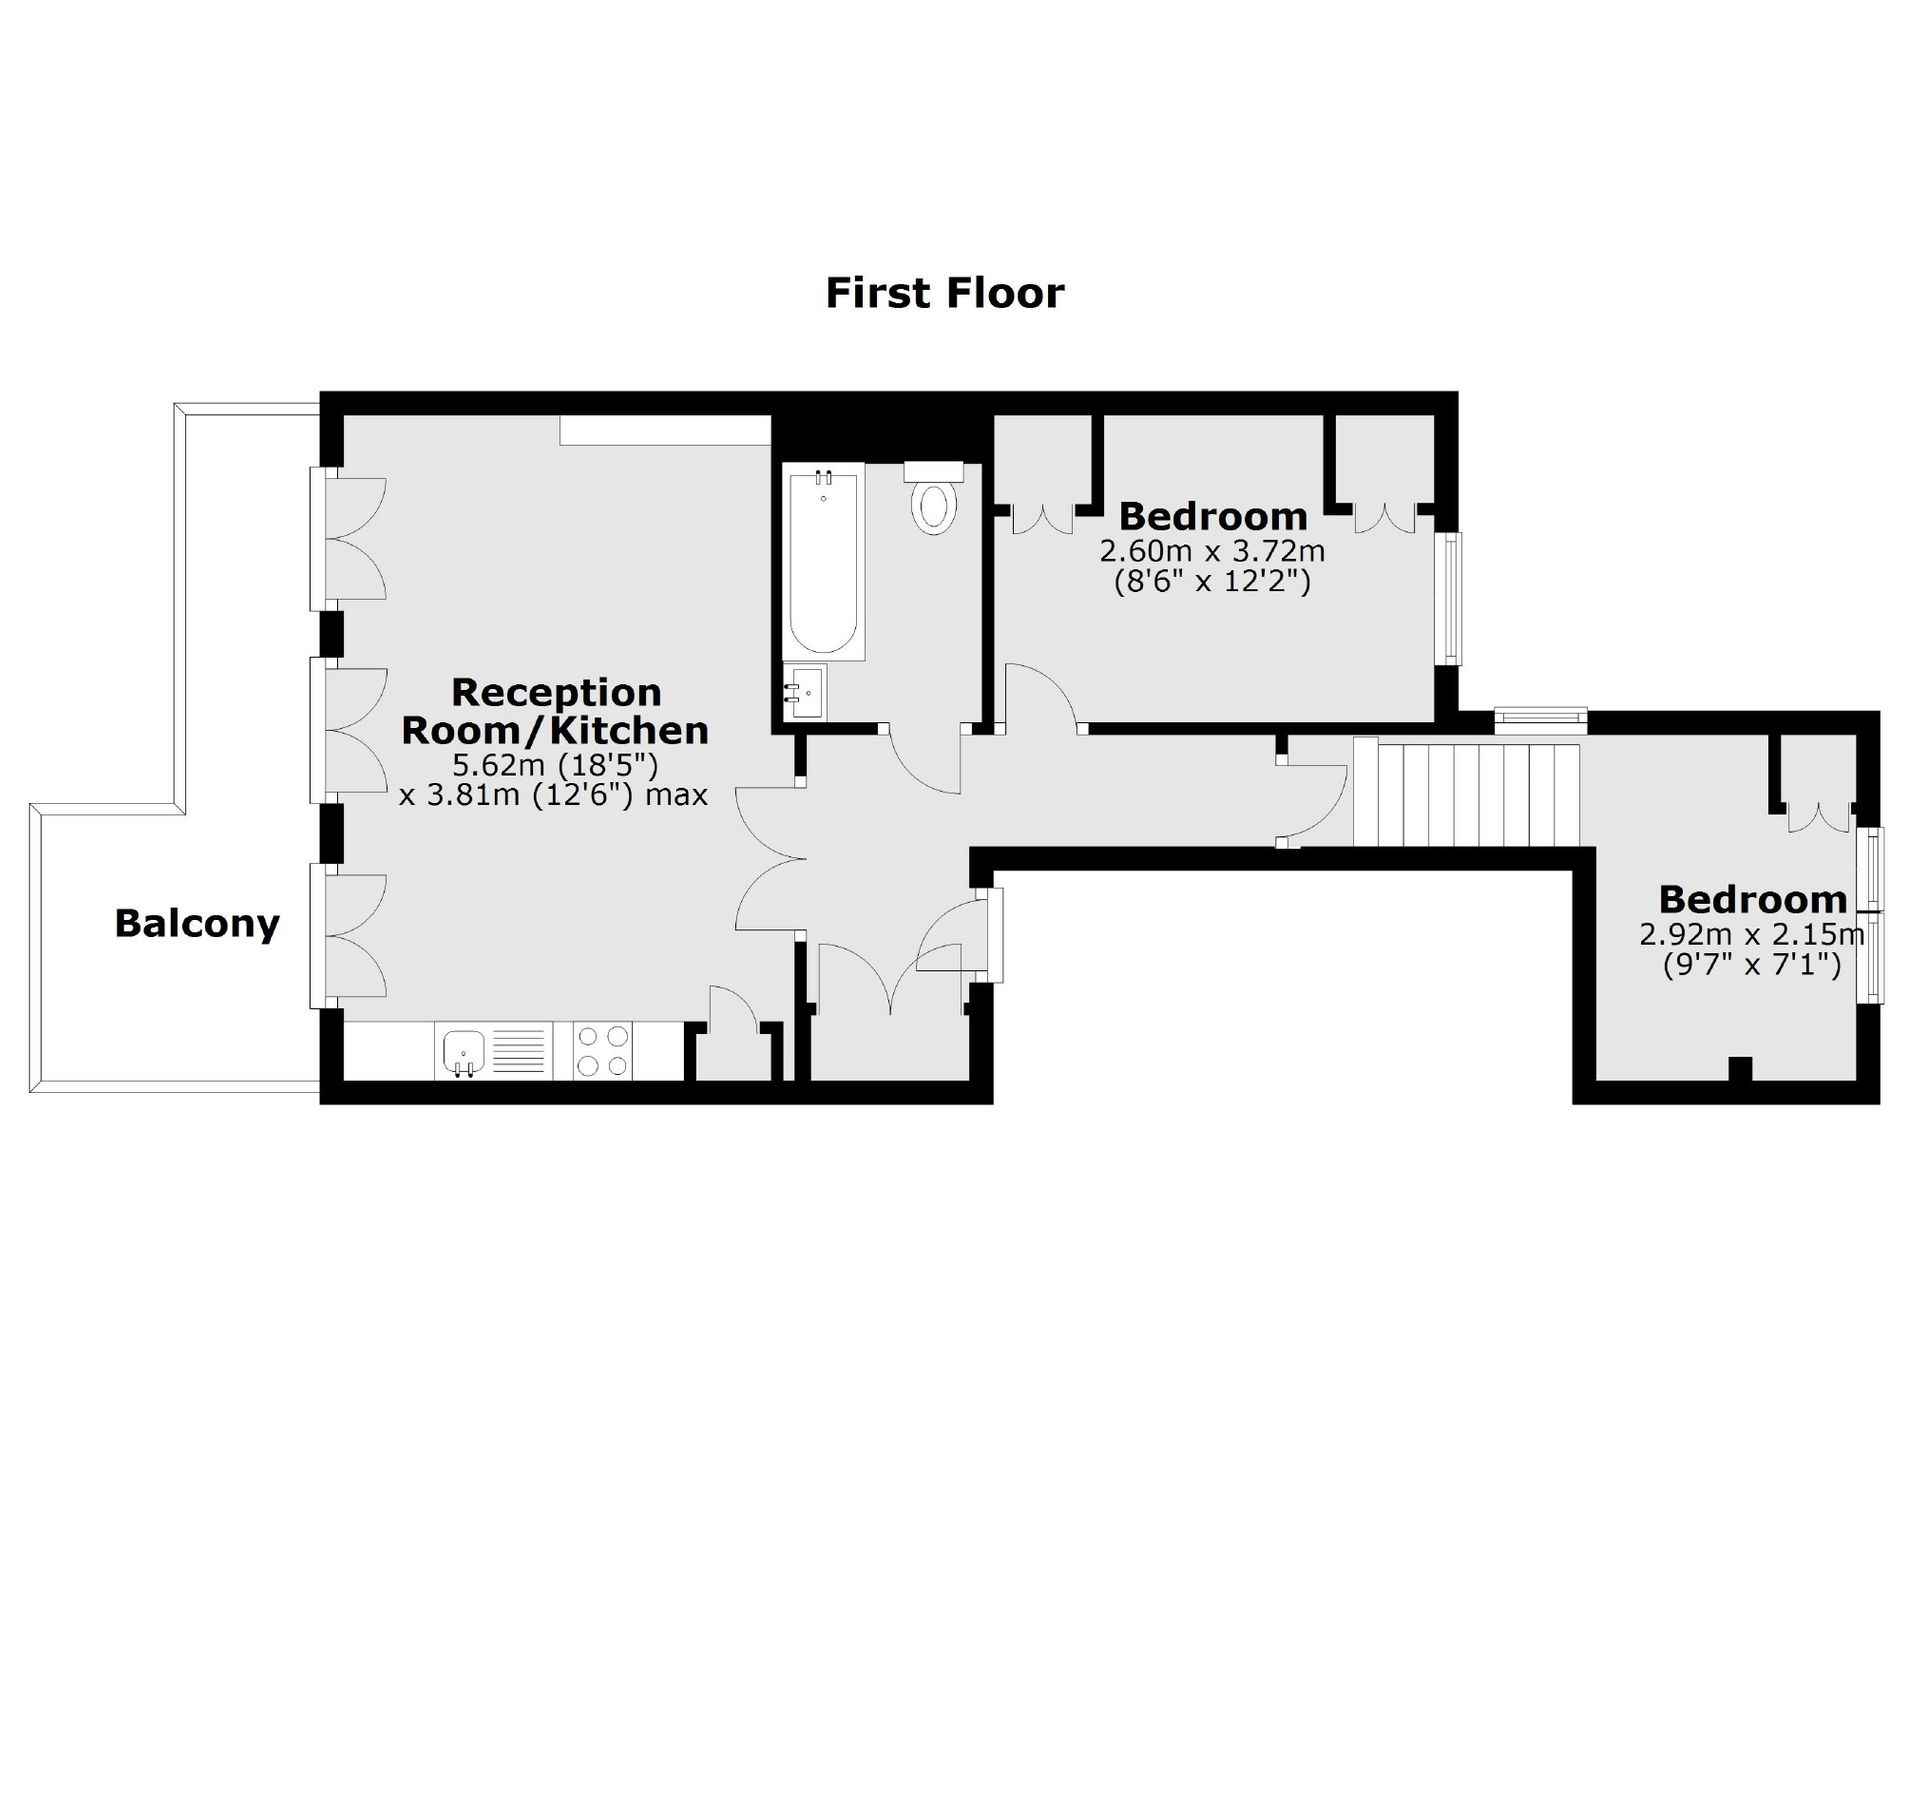 First Floor
Bedroom
2.60m x 3.72m
(8'6" x 12'2")
Reception
Room/Kitchen
5.62m (18'5")
x 3.81m (12'6") max
Balcony
Bedroom
2.92m x 2.15m
(9'7" x 7'1")